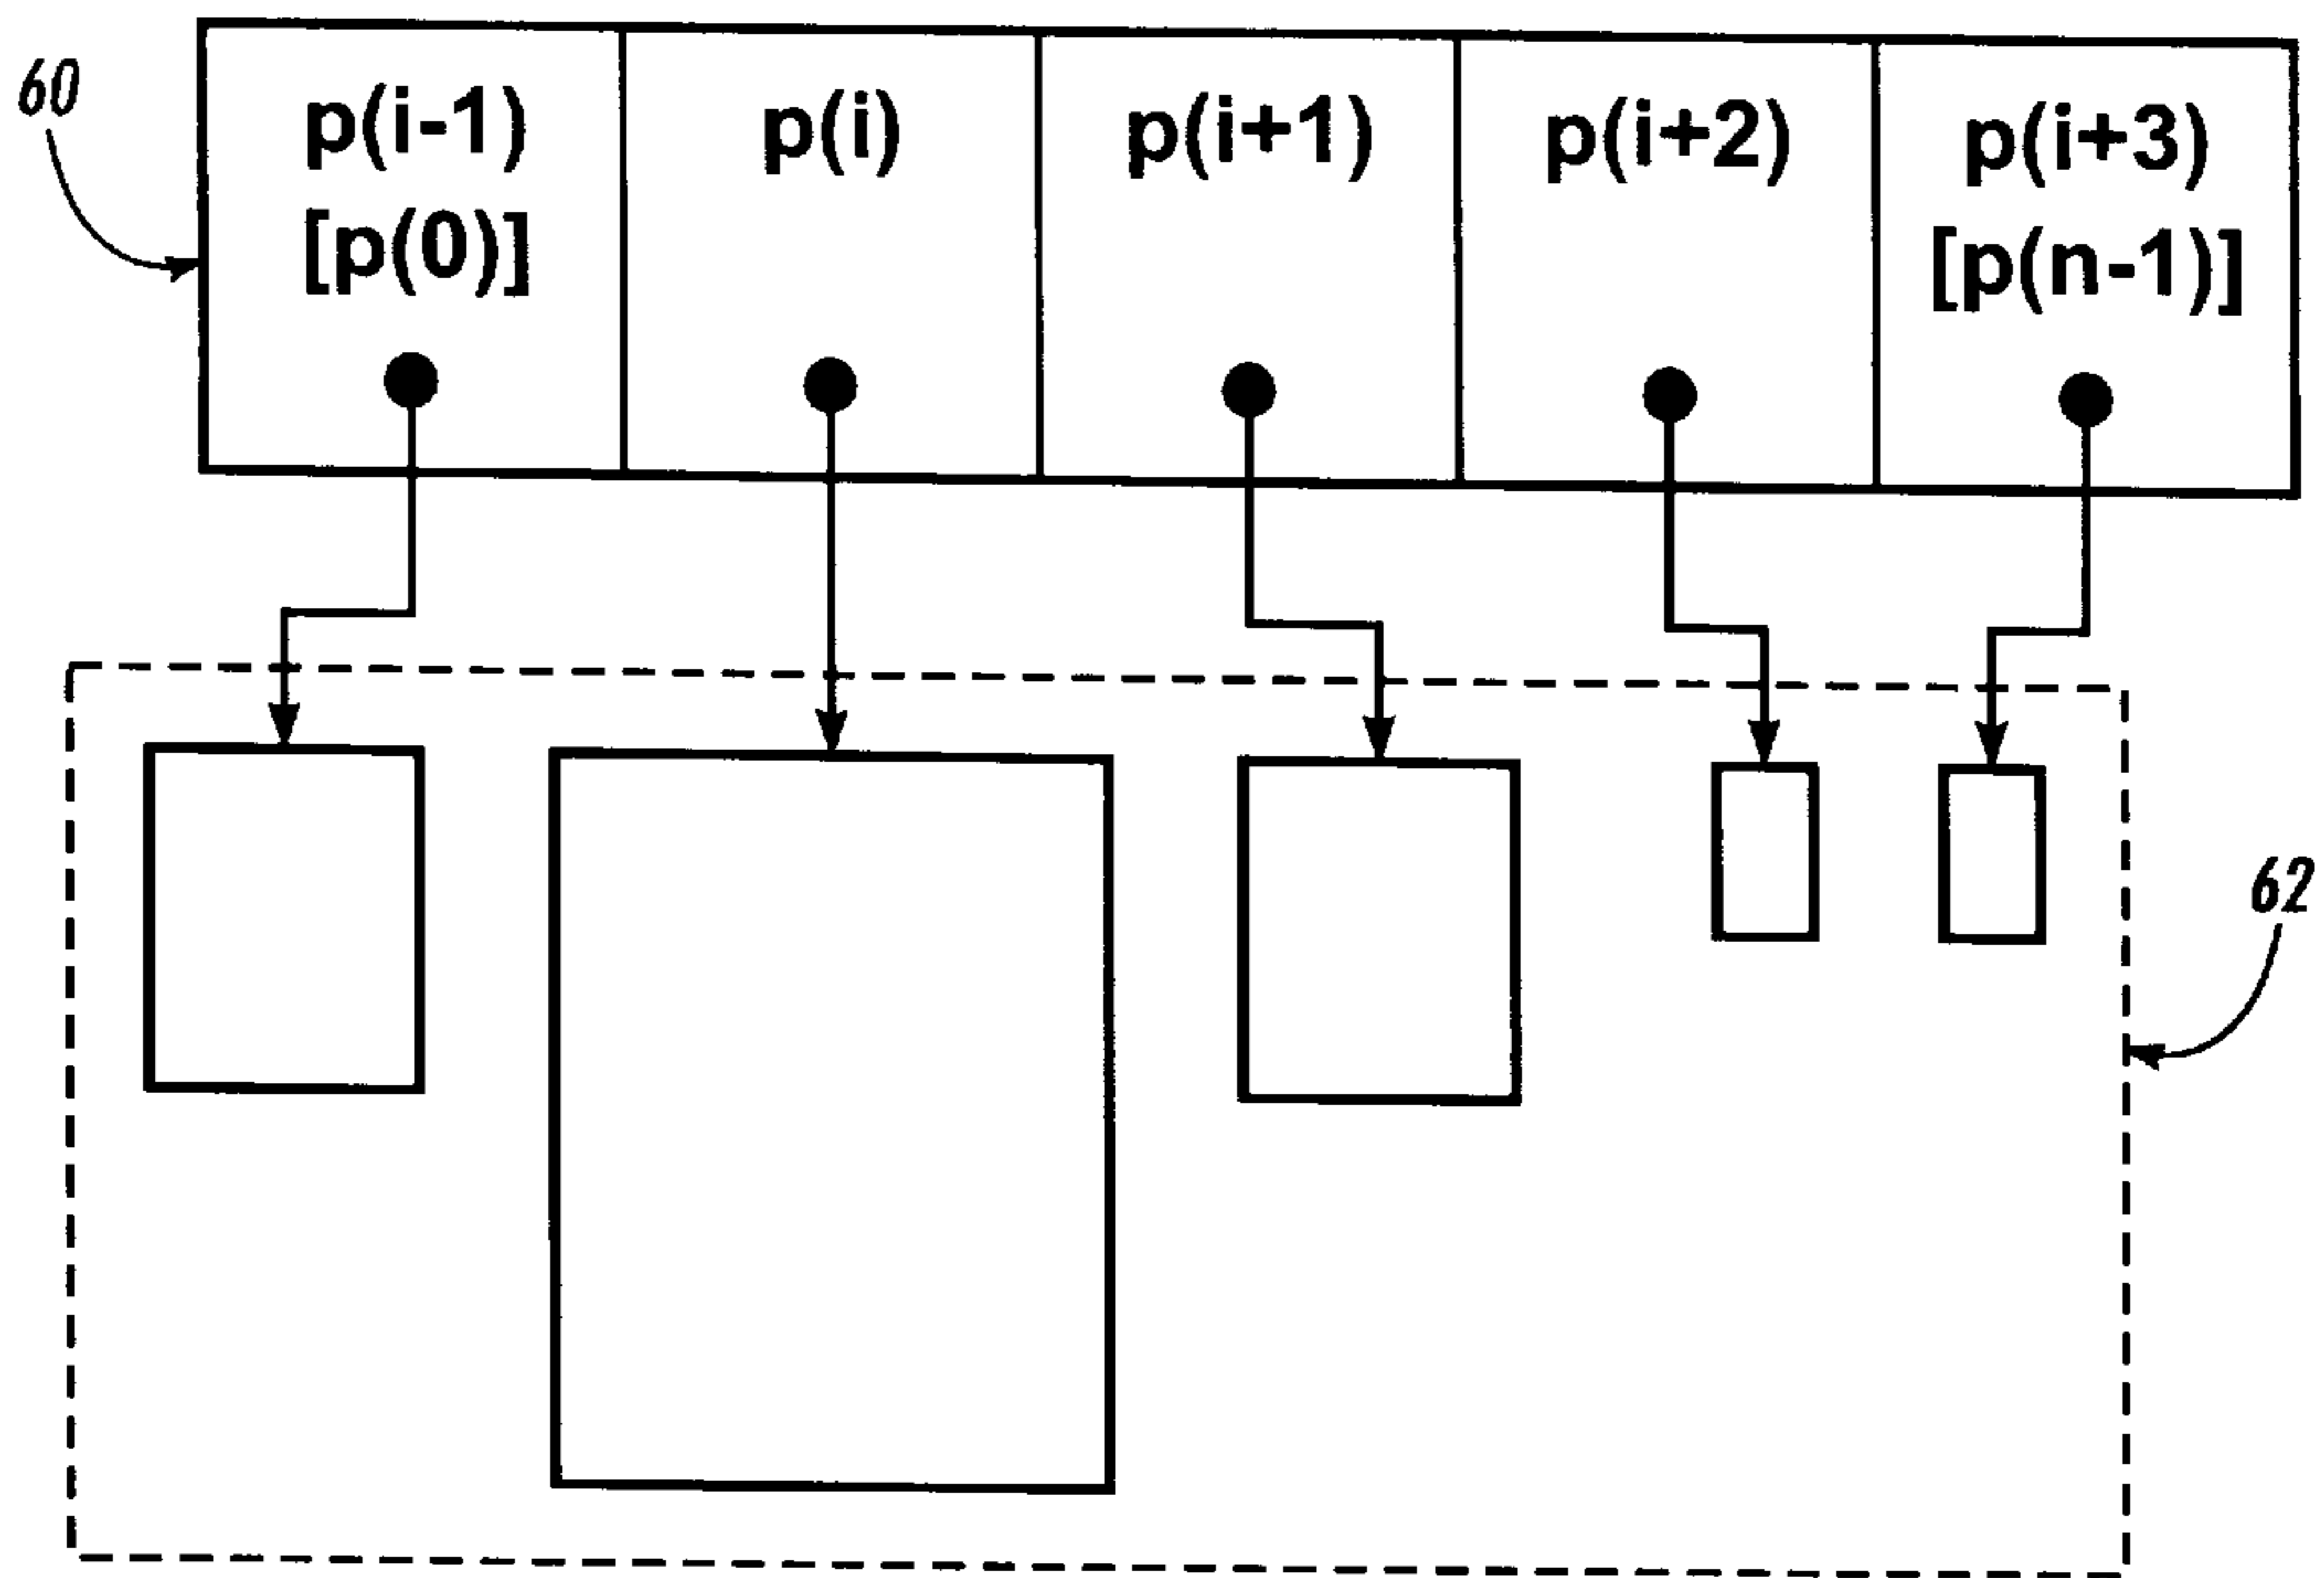 60
p(i-1)
[p(0)]
p(i)
p(i+1)
p(i+2)
p(i+3)
[p(n-1)]
62